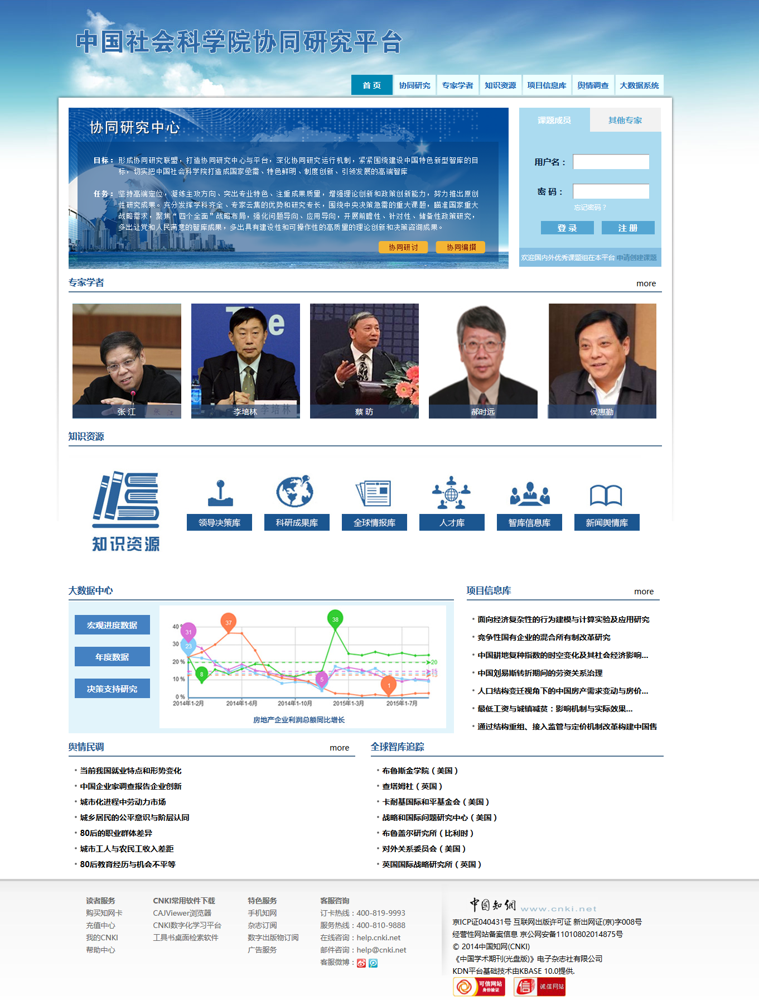 中国社会科学院协同研究平台
首 页 协同研究 专家学者 知识资源 项目信息库 舆情调查 大数据系统
协同研究中心
目标： 形成协同研究联盟，打造协同研究中心与平台，深化协同研究运行机制，紧紧围绕建设中国特色新型智库的目
标，切实把中国社会科学院打造成国家亟需、特色鲜明、制度创新、引领发展的高端智库
任务： 坚持高端定位，凝练主攻方向、突出专业特色、注重成果质量，增强理论创新和政策创新能力，努力推出原创
性研究成果。充分发挥学科齐全、专家云集的优势和研究专长，围绕中央决策急需的重大课题，瞄准国家重大
战略需求，聚焦“四个全面”战略布局，强化问题导向、应用导向，开展前瞻性、针对性、储备性政策研究，
多出让党和人民满意的智库成果，多出具有建设性和可操作性的高质量的理论创新和决策咨询成果。
协同研讨 协同编撰
课题成员 其他专家
用户名：
密 码：
忘记密码？
登 录 注 册
欢迎国内外优秀课题组在本平台 申请创建课题
专家学者 more
张 江 李培林 蔡 昉 郝时远 侯惠勤
知识资源
知识资源
领导决策库 科研成果库 全球情报库 人才库 智库信息库 新闻舆情库
大数据中心
宏观进度数据
年度数据
决策支持研究
40 %
30 %
20 %
10 %
0 %
31
23
37
8
38
5
1
20
15
13
2014年1-2月 2014年1-6月 2014年1-10月 2015年1-3月 2015年1-7月
房地产企业利润总额同比增长
项目信息库 more
面向经济复杂性的行为建模与计算实验及应用研究
竞争性国有企业的混合所有制改革研究
中国耕地复种指数的时空变化及其社会经济影响...
中国刘易斯转折期间的劳资关系治理
人口结构变迁视角下的中国房产需求变动与房价...
最低工资与城镇减贫：影响机制与实际效果...
通过结构重组、接入监管与定价机制改革构建中国售
舆情民调 more
当前我国就业特点和形势变化
中国企业家调查报告企业创新
城市化进程中劳动力市场
城乡居民的公平意识与阶层认同
80后的职业群体差异
城市工人与农民工收入差距
80后教育经历与机会不平等
全球智库追踪
布鲁斯金学院（美国）
查塔姆社（英国）
卡耐基国际和平基金会（美国）
战略和国际问题研究中心（美国）
布鲁盖尔研究所（比利时）
对外关系委员会（美国）
英国国际战略研究所（英国）
读者服务
购买知网卡
充值中心
我的CNKI
帮助中心
CNKI常用软件下载
CAJViewer浏览器
CNKI数字化学习平台
工具书桌面检索软件
特色服务
手机知网
杂志订阅
数字出版物订阅
广告服务
客服咨询
订卡热线：400-819-9993
服务热线：400-810-9888
在线咨询：help.cnki.net
邮件咨询：help@cnki.net
客服微博：
中国知网 www.cnki.net
京ICP证040431号 互联网出版许可证 新出网证(京)字008号
经营性网站备案信息 京公网安备11010802014875号
© 2014中国知网(CNKI)
《中国学术期刊(光盘版)》电子杂志社有限公司
KDN平台基础技术由KBASE 10.0提供.
可信网站
身份验证
诚信网站